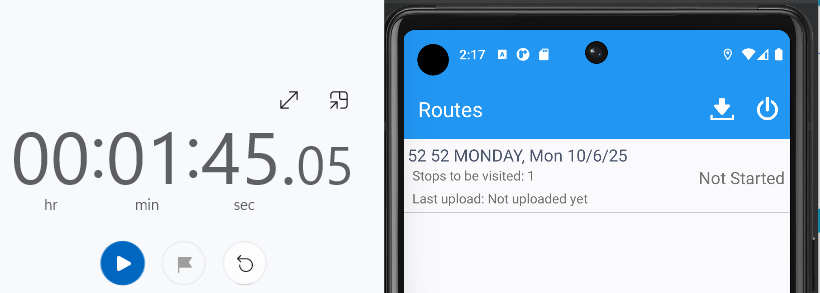 00:01:45.05
hr min sec
2:17
Routes
52 52 MONDAY, Mon 10/6/25
Stops to be visited: 1
Not Started
Last upload: Not uploaded yet